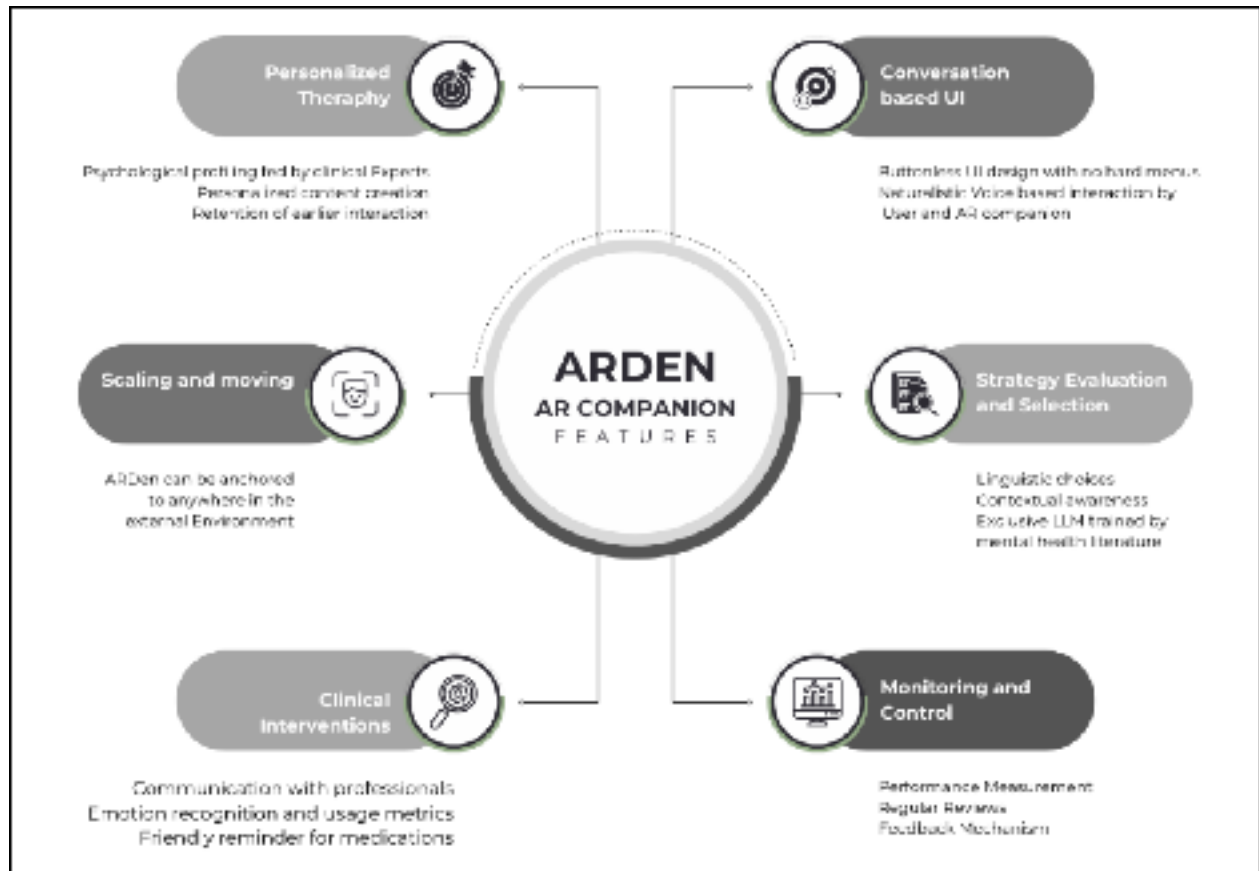 Personalized
Theraphy
Psychological profiling fed by clinical Experts
Personalized content creation
Retention of earlier interaction
Conversation
based UI
Buttonless UI design with no hard menus
Naturalistic Voice based interaction by
User and AR companion
Scaling and moving
ARDen can be anchored
to anywhere in the
external Environment
ARDEN
AR COMPANION
FEATURES
Strategy Evaluation
and Selection
Linguistic choices
Contextual awareness
Exclusive LLM trained by
mental health literature
Clinical
Interventions
Communication with professionals
Emotion recognition and usage metrics
Friendly reminder for medications
Monitoring and
Control
Performance Measurement
Regular Reviews
Feedback Mechanism